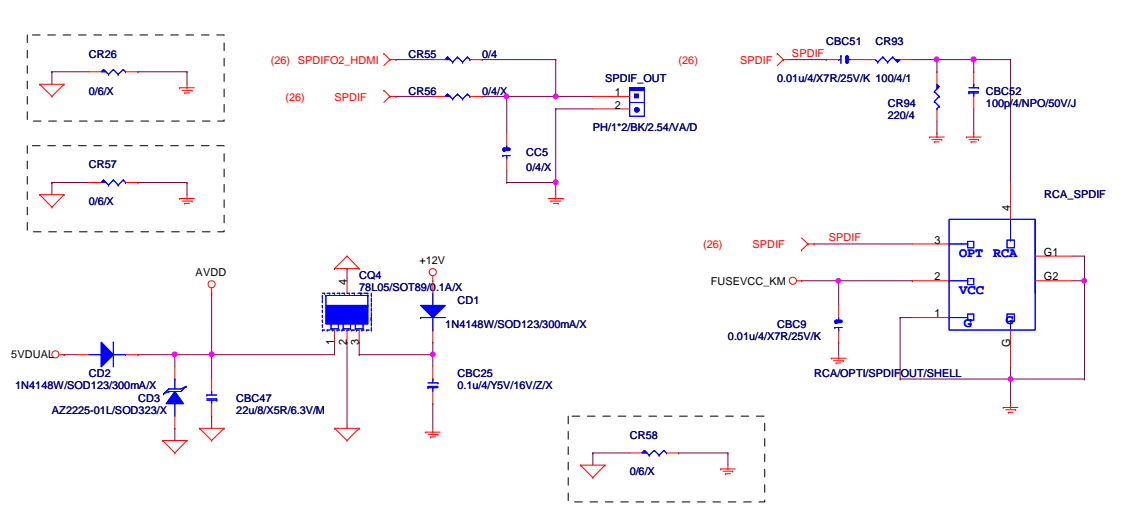 CR26
0/6/X
CR57
0/6/X
(26) SPDIFO2_HDMI
CR55
0/4
(26) SPDIF
CR56
0/4/X
SPDIF_OUT
1
2
PH/1*2/BK/2.54/VA/D
CC5
0/4/X
(26) SPDIF
SPDIF
CBC51
0.01u/4/X7R/25V/K
CR93
100/4/1
CR94
220/4
CBC52
100p/4/NPO/50V/J
RCA_SPDIF
4
(26) SPDIF
SPDIF
3
OPT
RCA
G1
G2
FUSEVCC_KM
2
VCC
1
G
G
G
CBC9
0.01u/4/X7R/25V/K
RCA/OPTI/SPDIFOUT/SHELL
AVDD
5VDUAL
CD2
1N4148W/SOD123/300mA/X
CD3
AZ2225-01L/SOD323/X
CBC47
22u/8/X5R/6.3V/M
4
CQ4
78L05/SOT89/0.1A/X
1
2
3
+12V
CD1
1N4148W/SOD123/300mA/X
CBC25
0.1u/4/Y5V/16V/Z/X
CR58
0/6/X